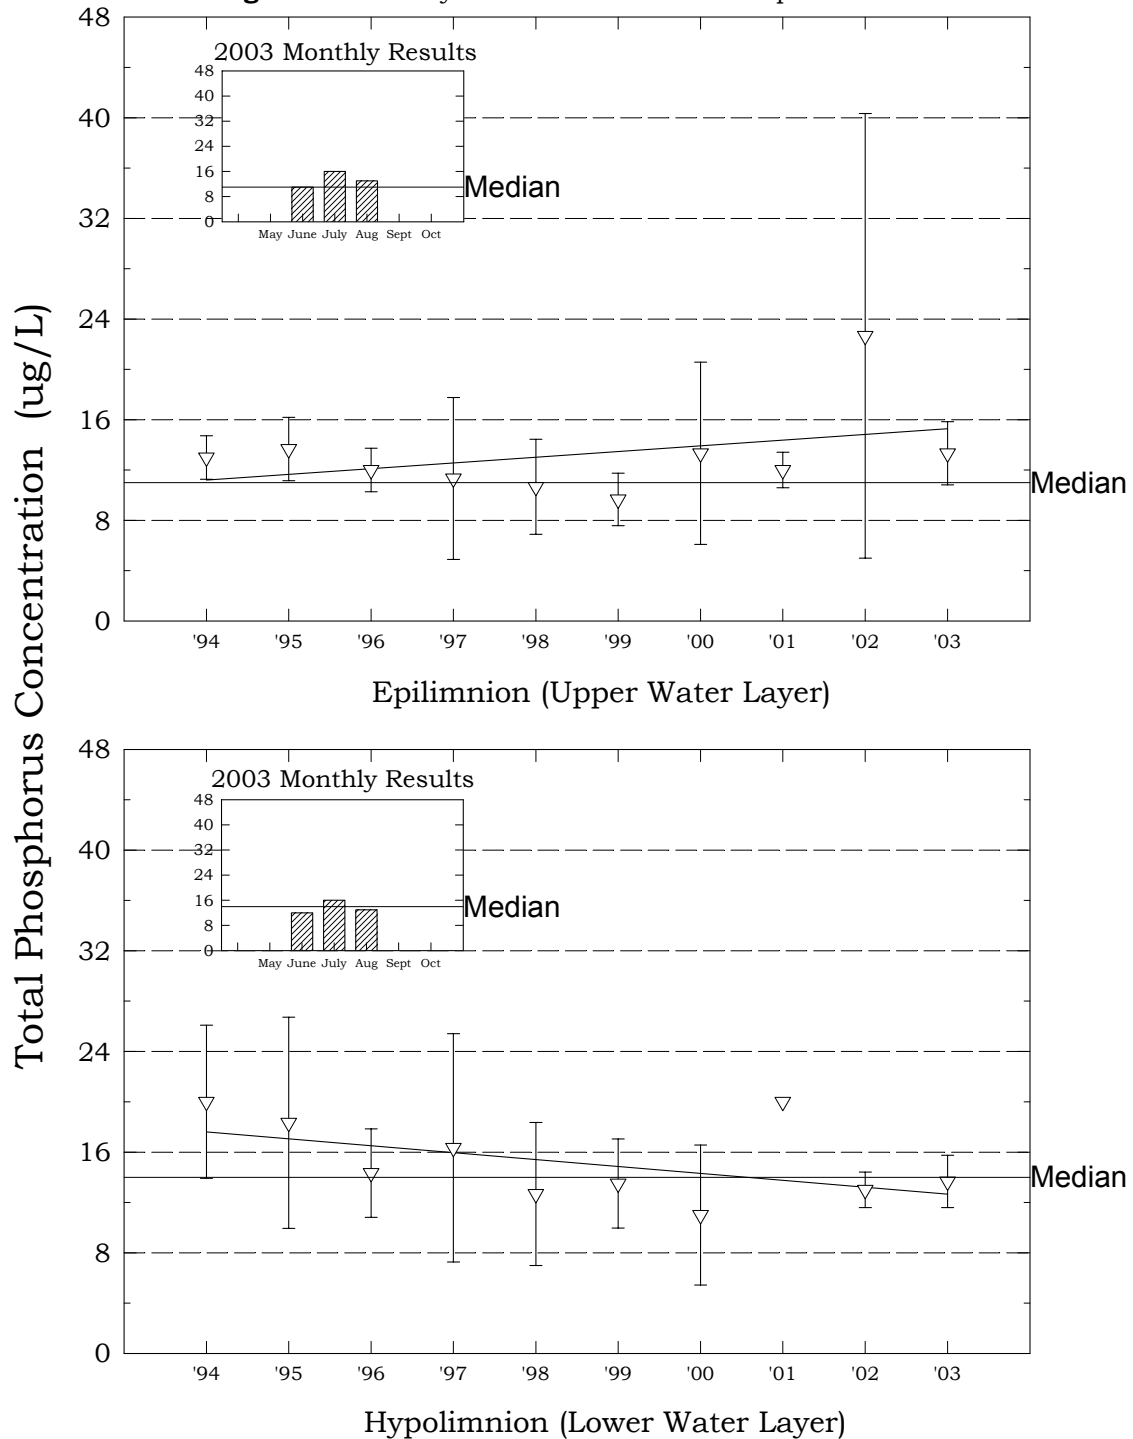 2003 Monthly Results
48
40
32
24
16
8
0
May June July Aug Sept Oct
Median
48
40
32
24
16
8
0
Median
'94 '95 '96 '97 '98 '99 '00 '01 '02 '03
Epilimnion (Upper Water Layer)
Total Phosphorus Concentration (ug/L)
2003 Monthly Results
48
40
32
24
16
8
0
May June July Aug Sept Oct
Median
48
40
32
24
16
8
0
Median
'94 '95 '96 '97 '98 '99 '00 '01 '02 '03
Hypolimnion (Lower Water Layer)